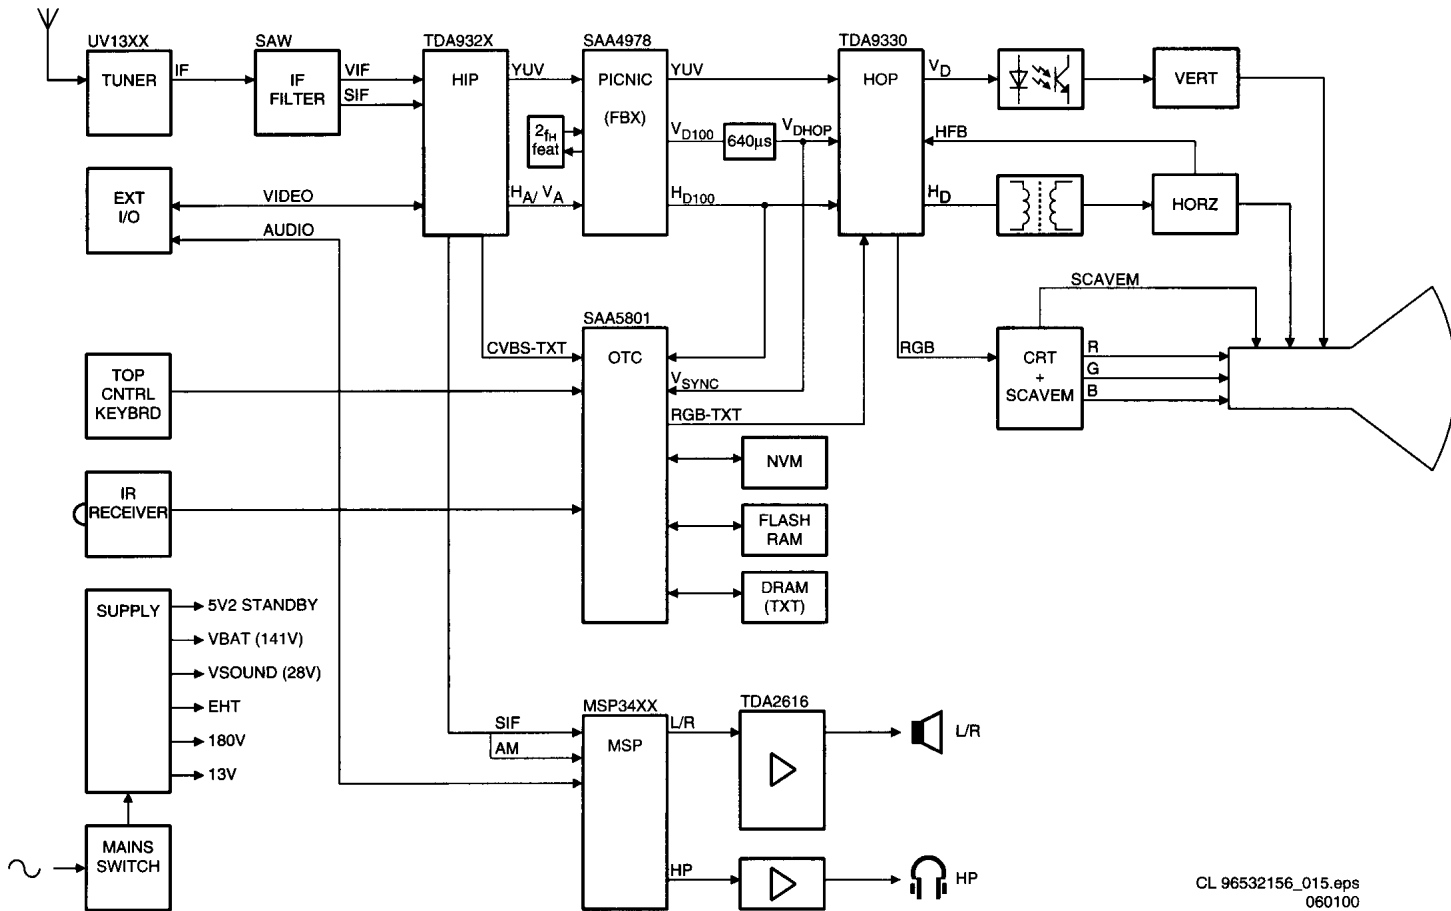 UV13XX
TUNER
IF
SAW
IF
FILTER
VIF
SIF
TDA932X
HIP
YUV
SAA4978
PICNIC
(FBX)
YUV
TDA9330
HOP
VD
VERT
2fH
feat
VD100
640µs
VDHOP
HFB
EXT
I/O
VIDEO
AUDIO
HA/ VA
HD100
HD
HORZ
SCAVEM
SAA5801
OTC
CVBS-TXT
RGB
CRT
+
SCAVEM
R
G
B
TOP
CNTRL
KEYBRD
VSYNC
RGB-TXT
NVM
IR
RECEIVER
FLASH
RAM
DRAM
(TXT)
SUPPLY
5V2 STANDBY
VBAT (141V)
VSOUND (28V)
EHT
180V
13V
MAINS
SWITCH
SIF
AM
MSP34XX
MSP
L/R
TDA2616
L/R
HP
HP
CL 96532156_015.eps
060100